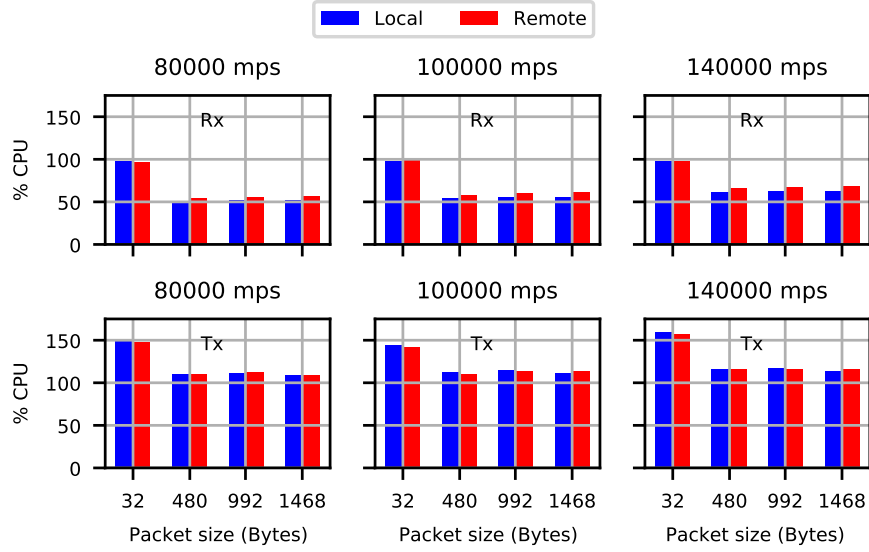 Local Remote
80000 mps 100000 mps 140000 mps
% CPU
150
100
50
0
Rx Rx Rx
80000 mps 100000 mps 140000 mps
% CPU
150
100
50
0
Tx Tx Tx
32 480 992 1468 32 480 992 1468 32 480 992 1468
Packet size (Bytes) Packet size (Bytes) Packet size (Bytes)